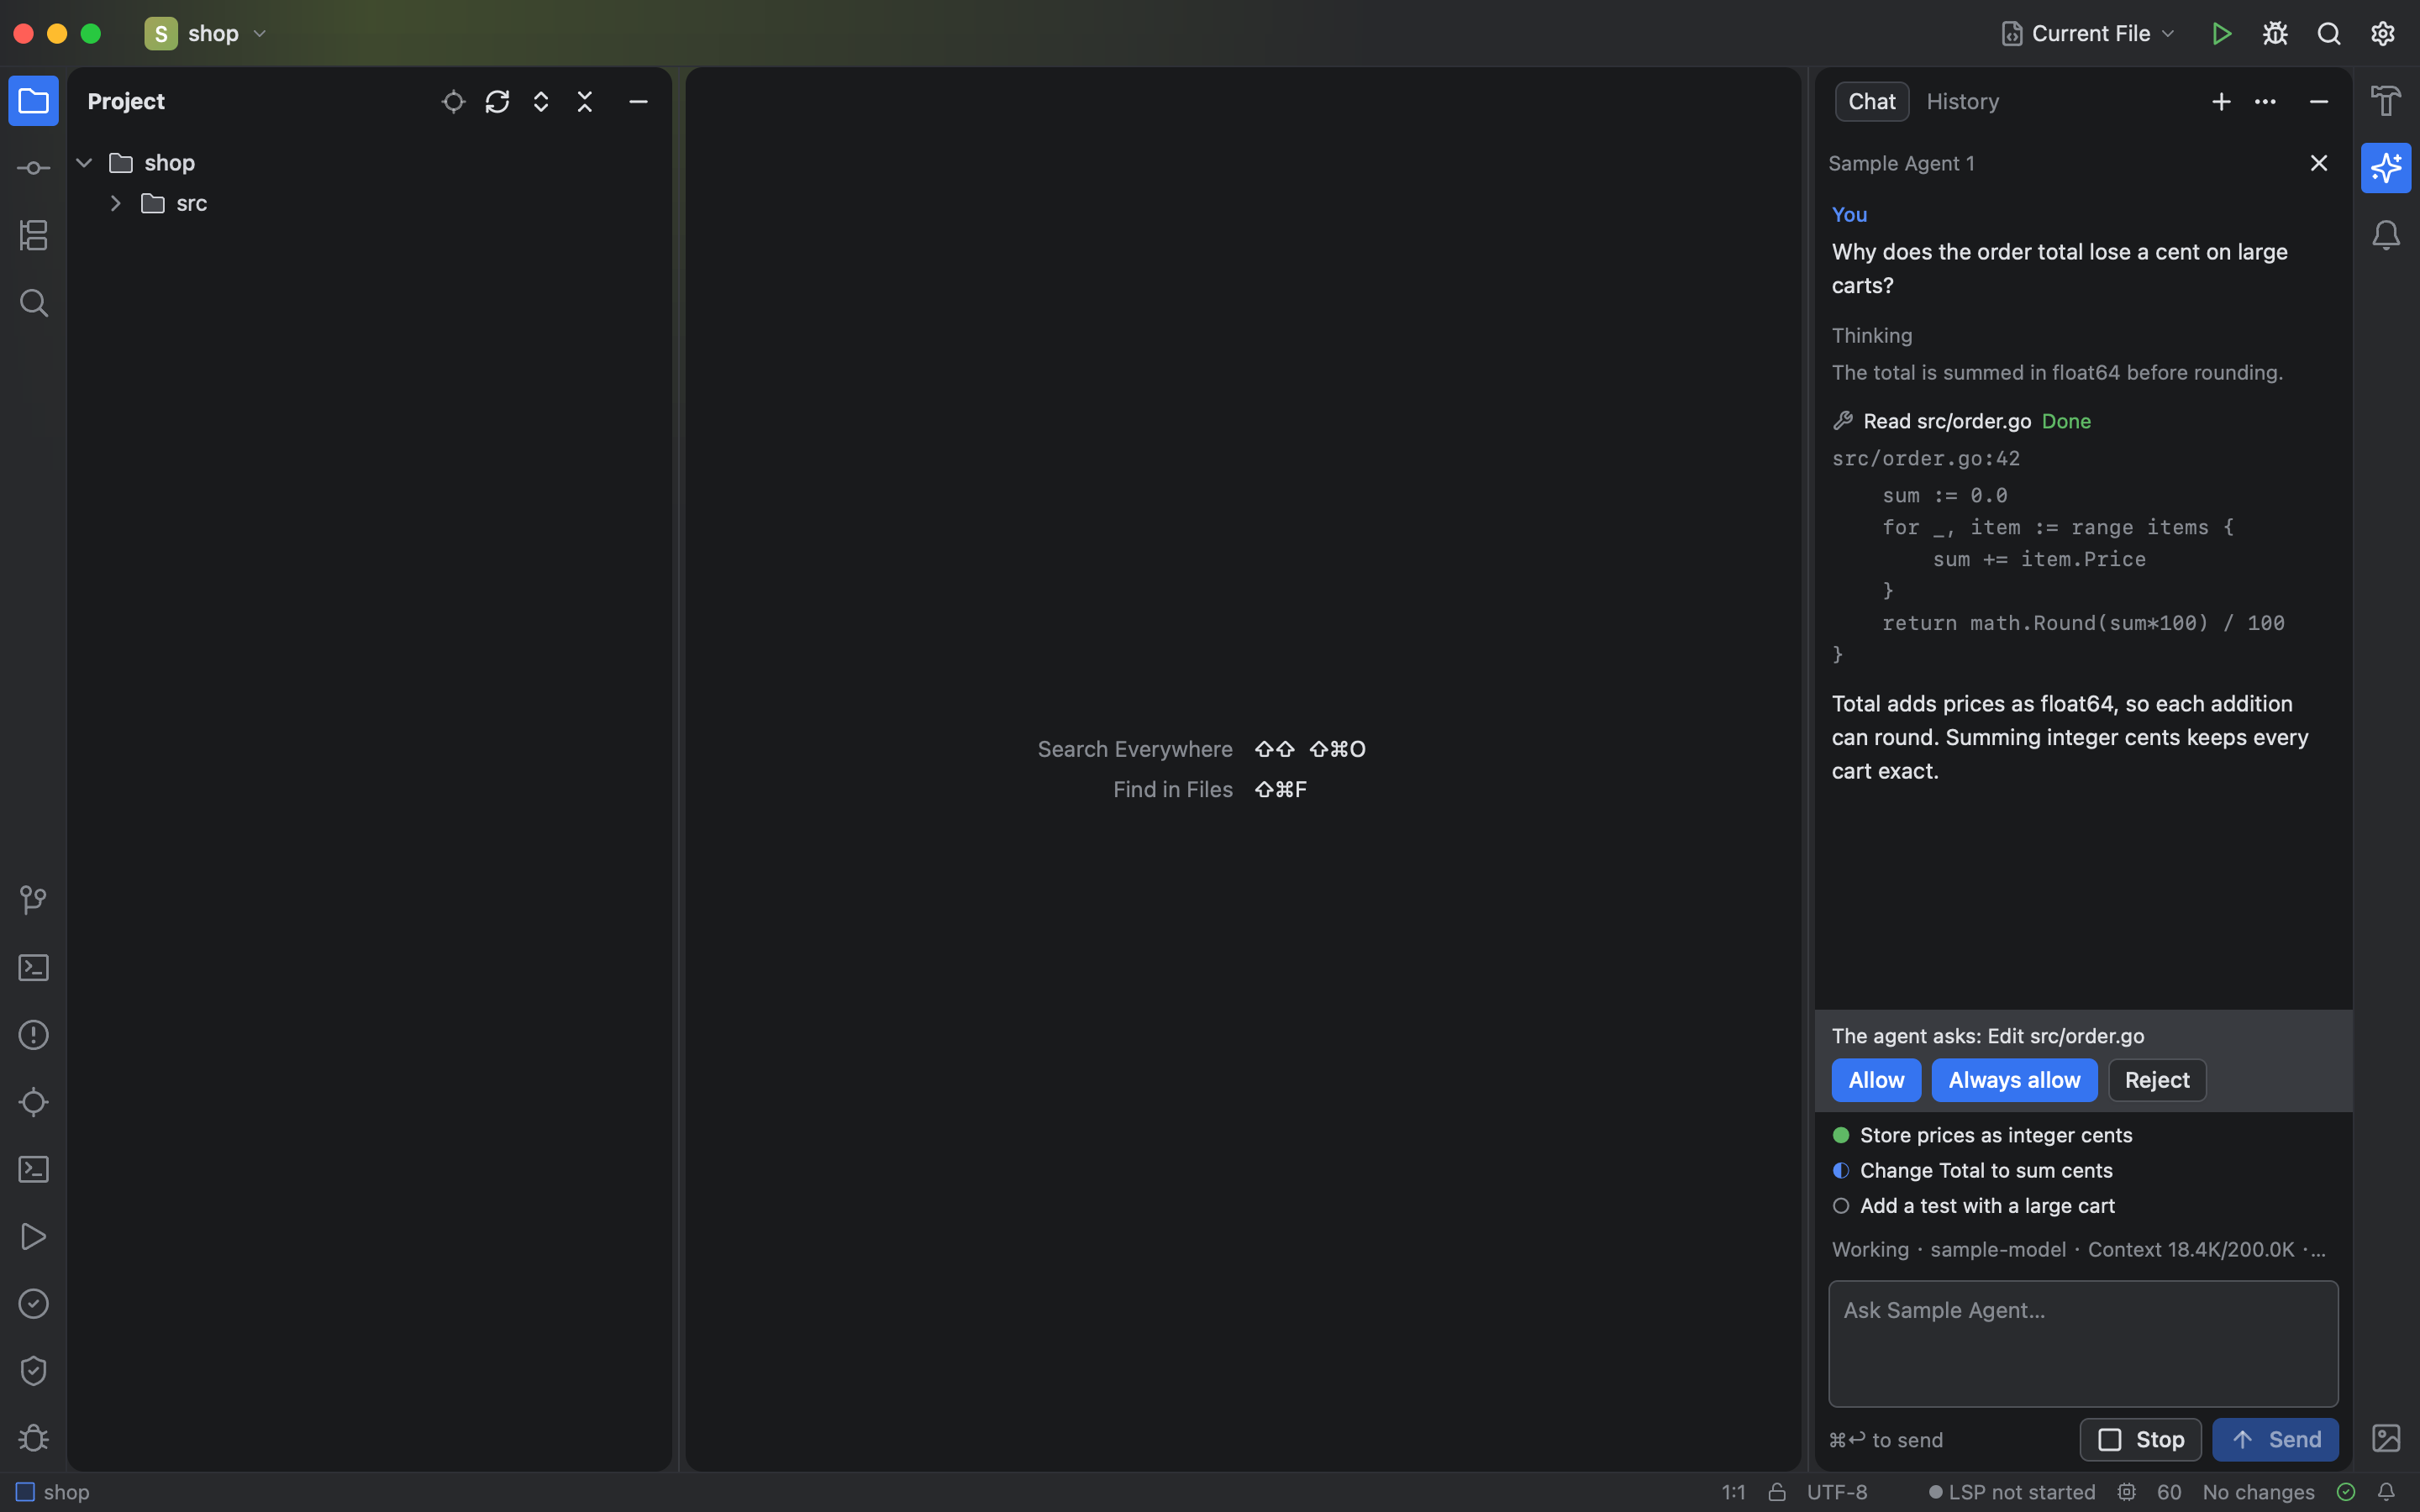 S shop
Current File
Project
shop
src
Search Everywhere ⇧⇧ ⇧⌘O
Find in Files ⇧⌘F
Chat History
Sample Agent 1
You
Why does the order total lose a cent on large
carts?
Thinking
The total is summed in float64 before rounding.
Read src/order.go Done
src/order.go:42
    sum := 0.0
    for _, item := range items {
        sum += item.Price
    }
    return math.Round(sum*100) / 100
}
Total adds prices as float64, so each addition
can round. Summing integer cents keeps every
cart exact.
The agent asks: Edit src/order.go
Allow Always allow Reject
Store prices as integer cents
Change Total to sum cents
Add a test with a large cart
Working · sample-model · Context 18.4K/200.0K ·...
Ask Sample Agent...
⌘↩ to send Stop Send
shop 1:1 UTF-8 LSP not started 60 No changes